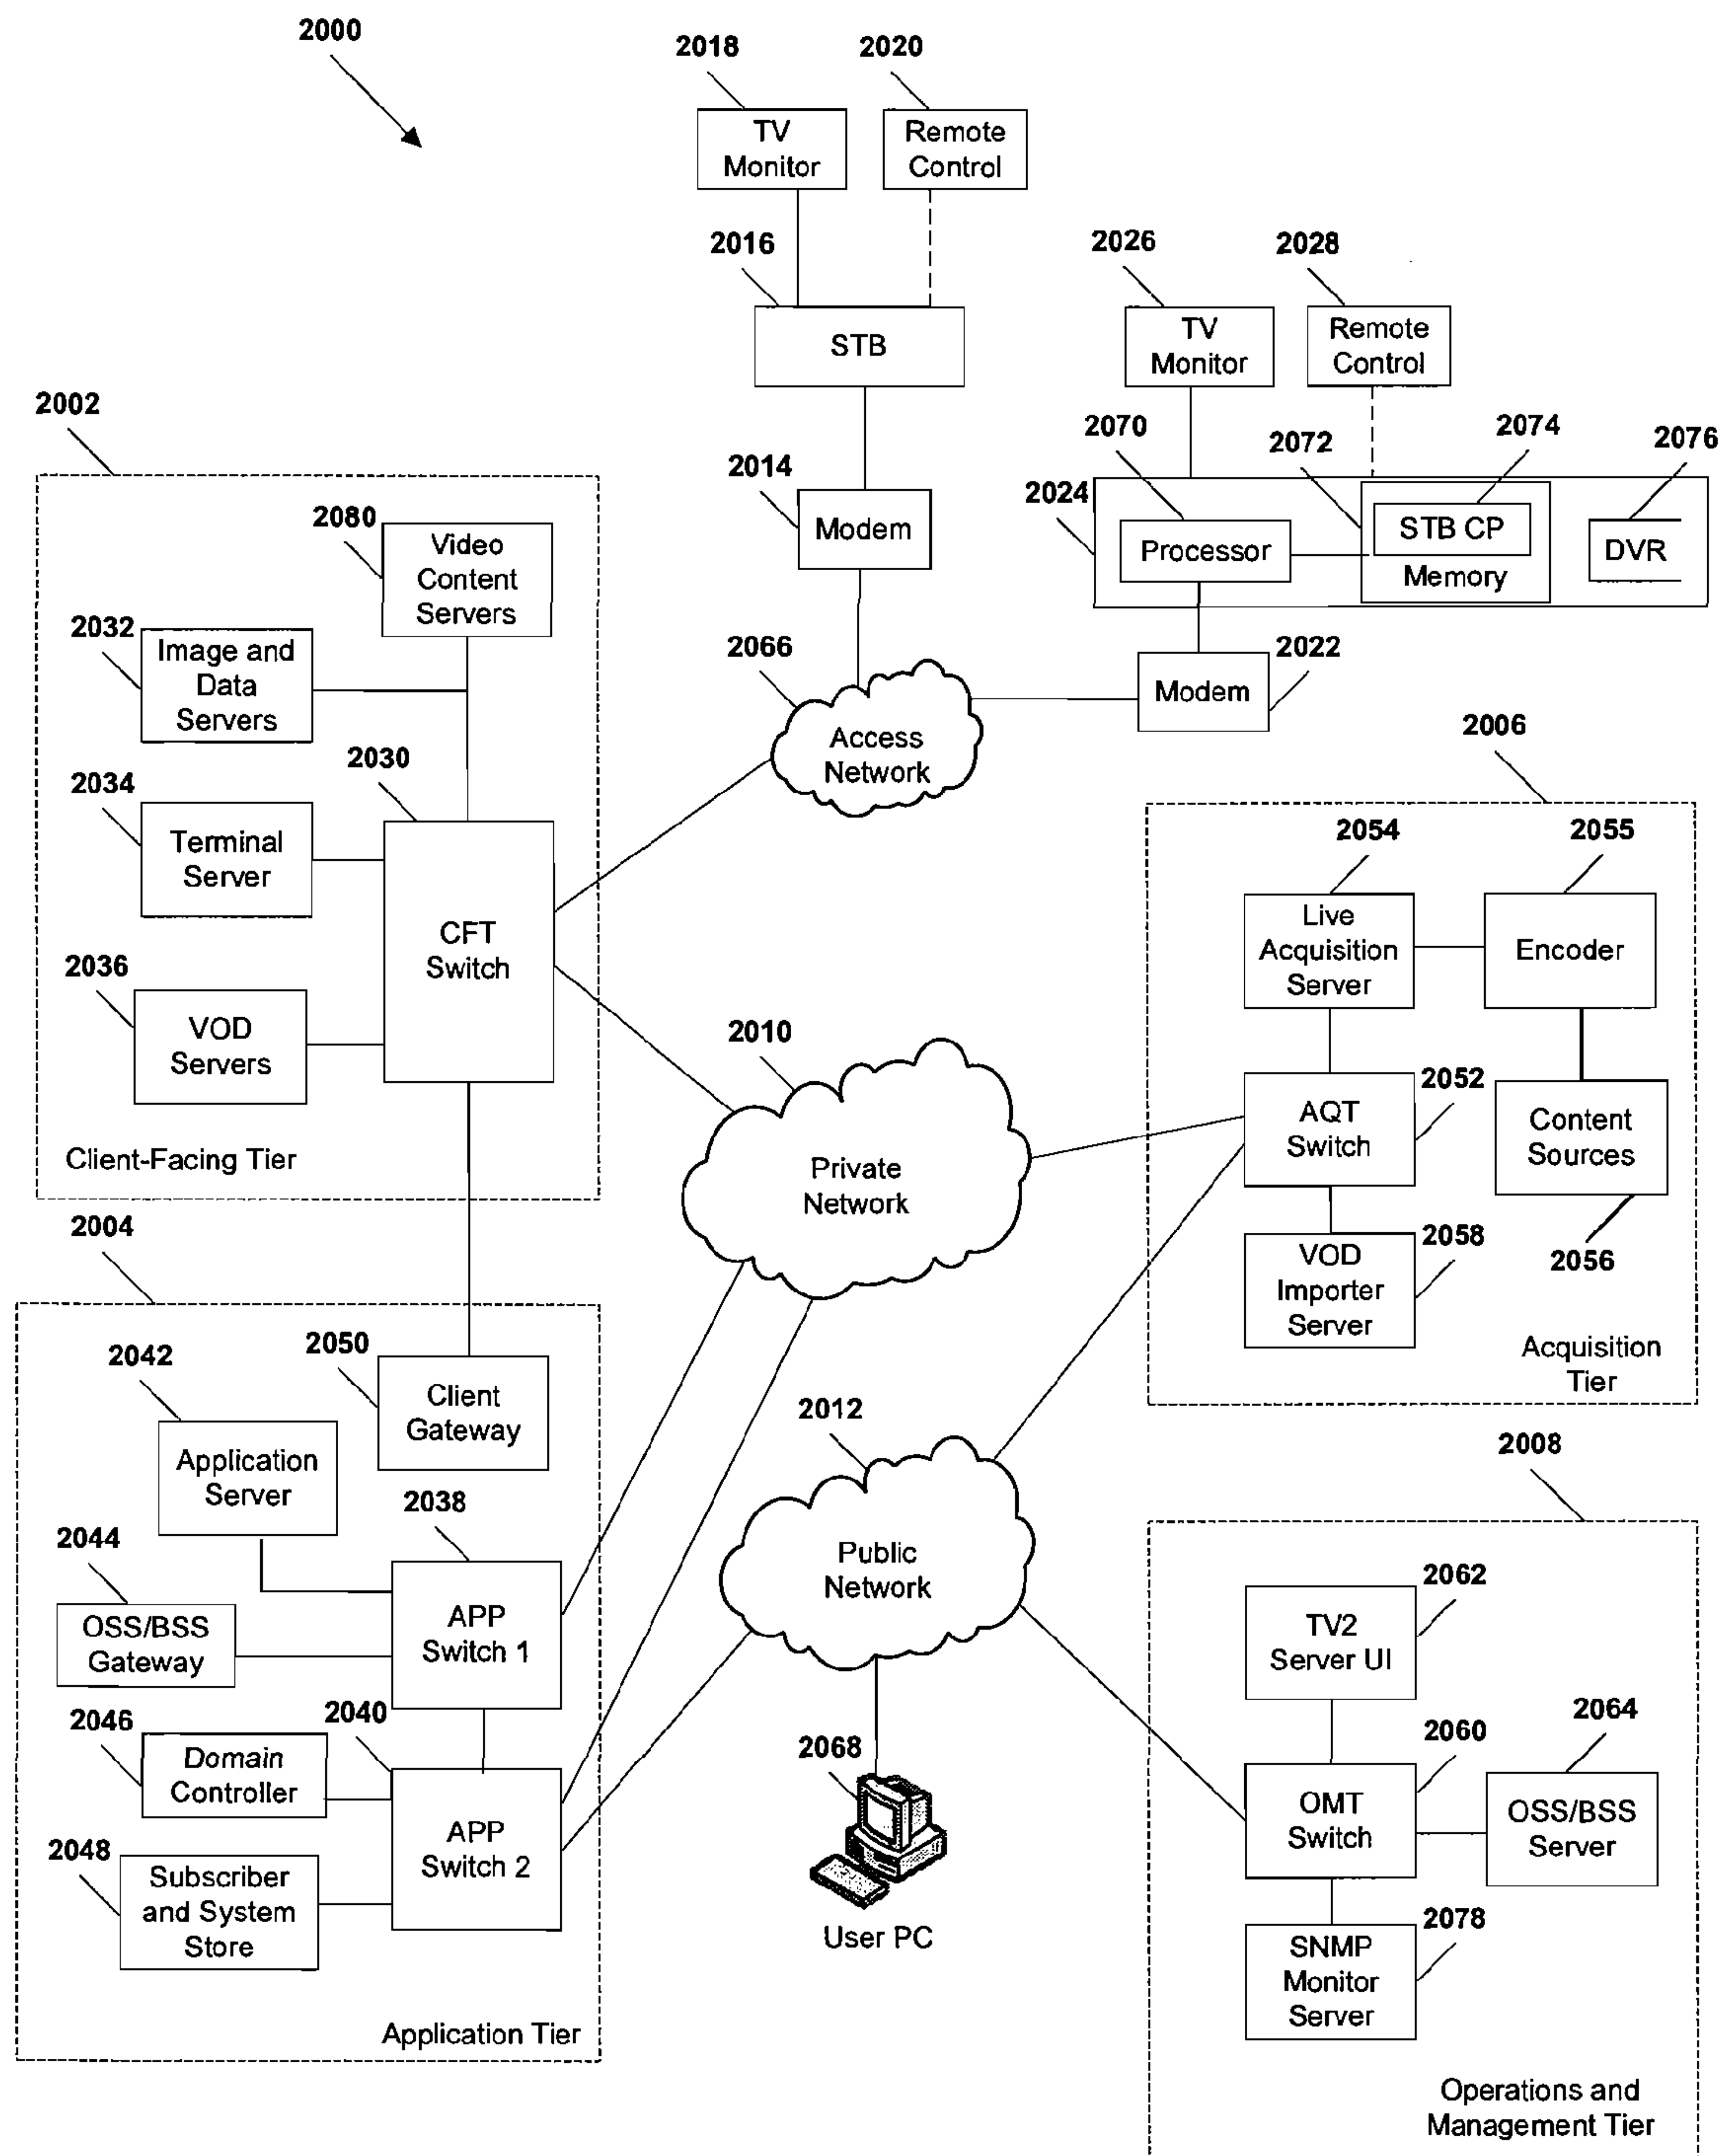 2000
2018
2020
TV
Monitor
Remote
Control
2016
STB
2026
2028
TV
Monitor
Remote
Control
2002
2014
Modem
2070
2072
2074
2076
2024
Processor
STB CP
Memory
DVR
2080
Video
Content
Servers
2032
Image and
Data
Servers
2066
Access
Network
2022
Modem
2034
Terminal
Server
2030
CFT
Switch
2036
VOD
Servers
Client-Facing Tier
2006
2054
2055
Live
Acquisition
Server
Encoder
2010
Private
Network
2052
AQT
Switch
Content
Sources
2056
2058
VOD
Importer
Server
Acquisition
Tier
2004
2042
2050
Client
Gateway
Application
Server
2038
2044
OSS/BSS
Gateway
APP
Switch 1
2012
Public
Network
2046
2040
Domain
Controller
2048
Subscriber
and System
Store
APP
Switch 2
Application Tier
2068
User PC
2008
2062
TV2
Server UI
2060
2064
OMT
Switch
OSS/BSS
Server
2078
SNMP
Monitor
Server
Operations and
Management Tier